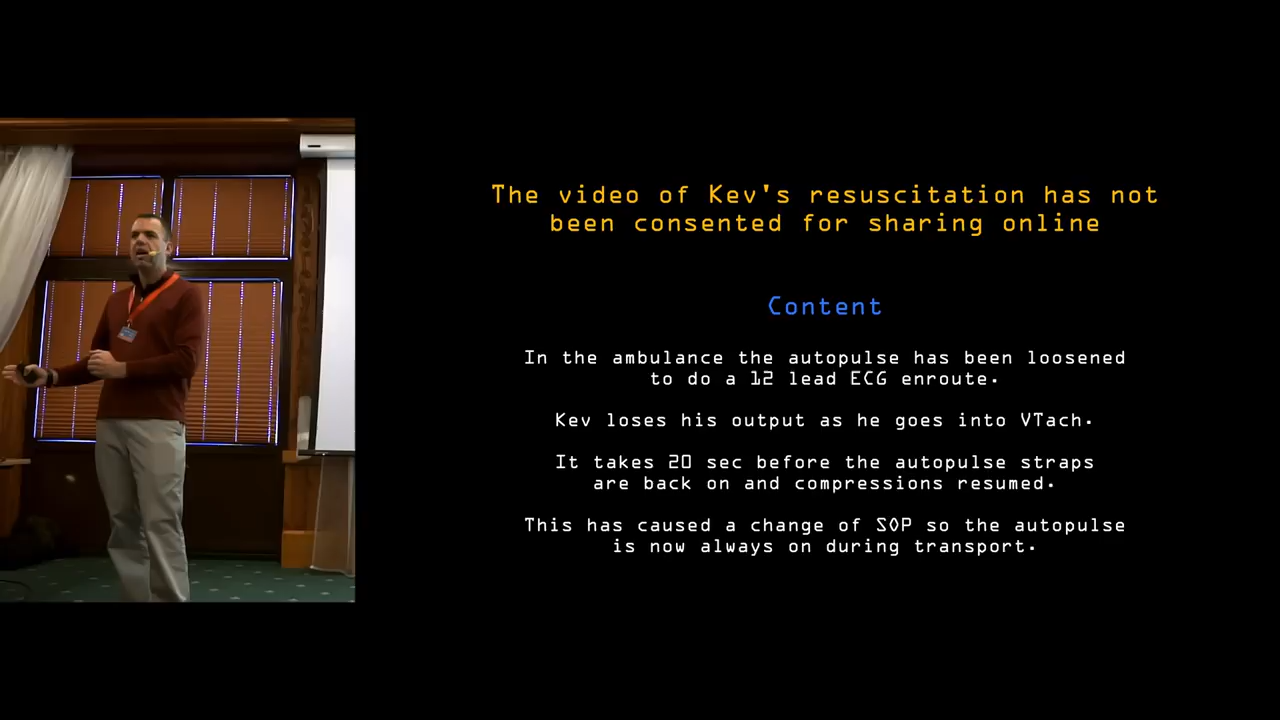 The video of Kev's resuscitation has not
been consented for sharing online
Content
In the ambulance the autopulse has been loosened
to do a 12 lead ECG enroute.
Kev loses his output as he goes into VTach.
It takes 20 sec before the autopulse straps
are back on and compressions resumed.
This has caused a change of SOP so the autopulse
is now always on during transport.